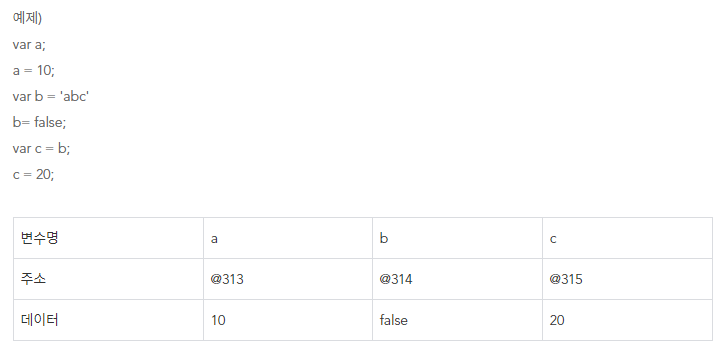 예제)
var a;
a = 10;
var b = 'abc'
b= false;
var c = b;
c = 20;
변수명 a b c
주소 @313 @314 @315
데이터 10 false 20